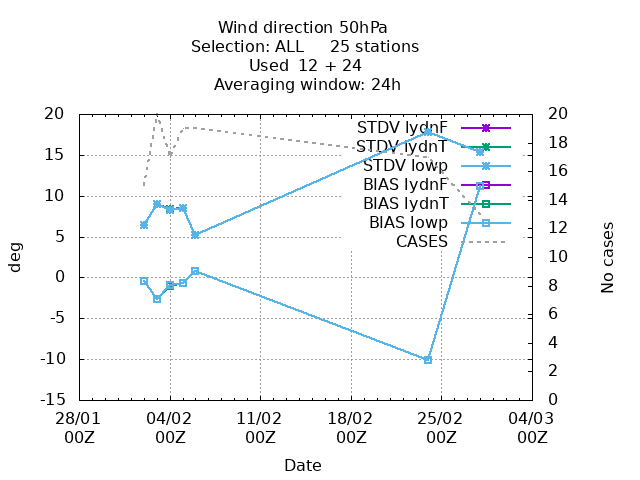 Wind direction 50hPa
Selection: ALL 25 stations
Used 12 + 24
Averaging window: 24h
20
15
10
5
0
-5
-10
-15
deg
20
18
16
14
12
10
8
6
4
2
0
No cases
STDV lydnF
STDV lydnT
STDV lowp
BIAS lydnF
BIAS lydnT
BIAS lowp
CASES
28/01 04/02 11/02 18/02 25/02 04/03
00Z 00Z 00Z 00Z 00Z 00Z
Date